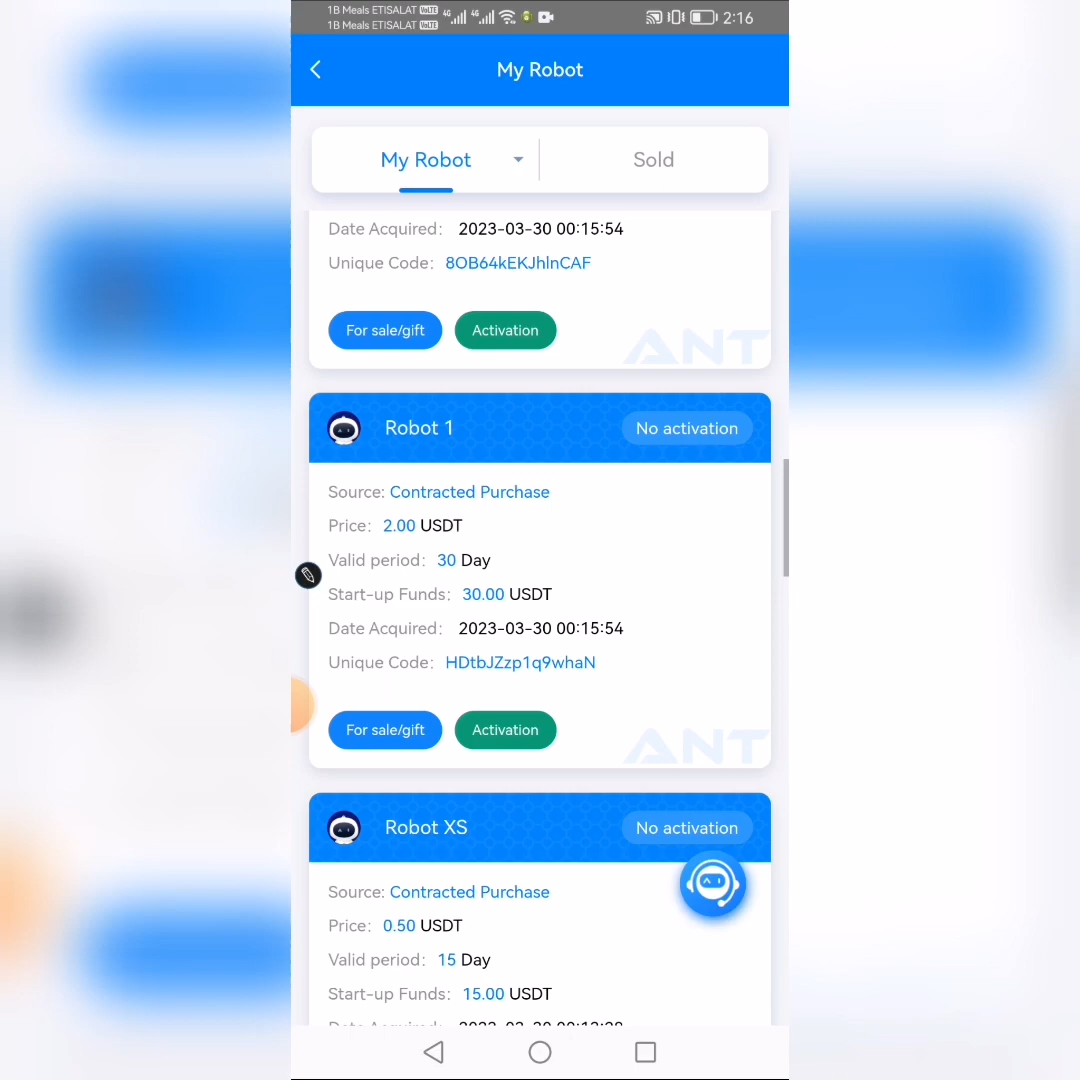 1B Meals ETISALAT VoLTE
1B Meals ETISALAT VoLTE
4G 4G 2:16
My Robot
My Robot Sold
Date Acquired: 2023-03-30 00:15:54
Unique Code: 8OB64kEKJhlnCAF
For sale/gift Activation
ANT
Robot 1 No activation
Source: Contracted Purchase
Price: 2.00 USDT
Valid period: 30 Day
Start-up Funds: 30.00 USDT
Date Acquired: 2023-03-30 00:15:54
Unique Code: HDtbJZzp1q9whaN
For sale/gift Activation
ANT
Robot XS No activation
Source: Contracted Purchase
Price: 0.50 USDT
Valid period: 15 Day
Start-up Funds: 15.00 USDT